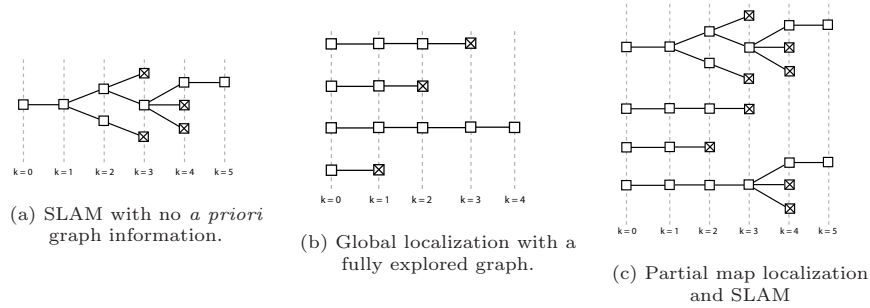 k = 0 k = 1 k = 2 k = 3 k = 4 k = 5
(a) SLAM with no a priori
graph information.
k = 0 k = 1 k = 2 k = 3 k = 4
(b) Global localization with a
fully explored graph.
k = 0 k = 1 k = 2 k = 3 k = 4 k = 5
(c) Partial map localization
and SLAM